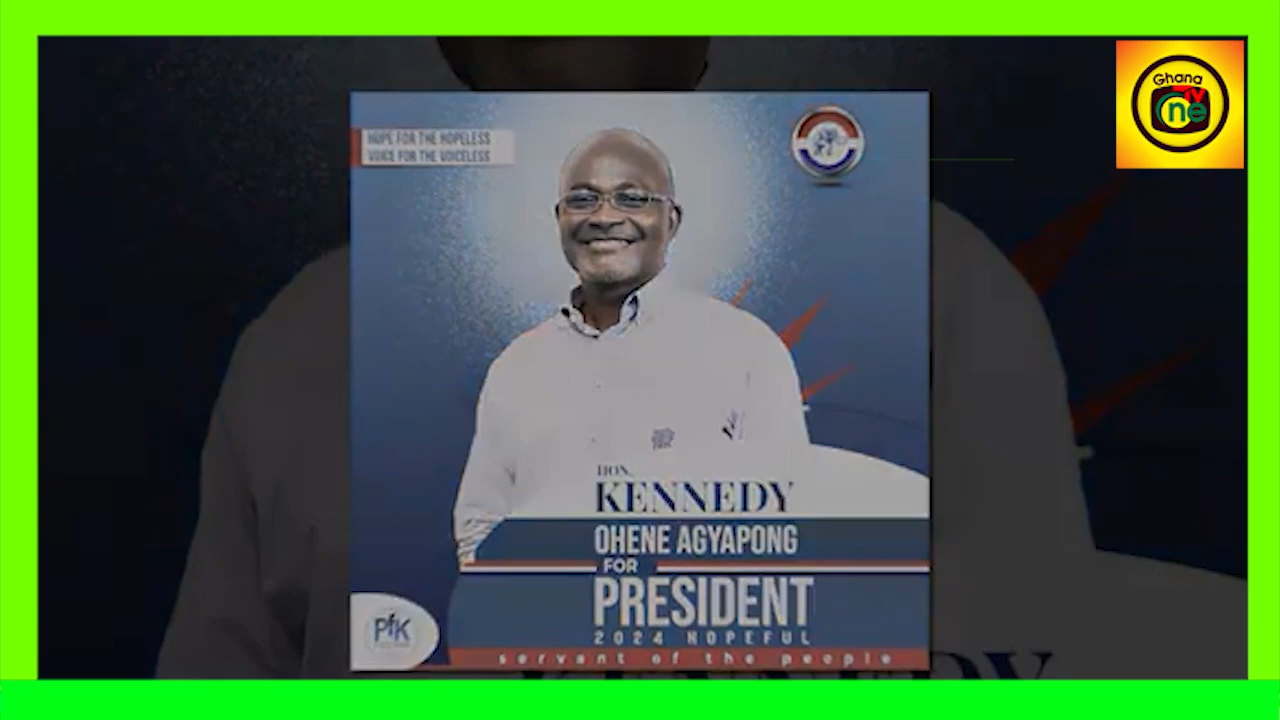 HOPE FOR THE HOPELESS
VOICE FOR THE VOICELESS
Ghana
TV
One
HON.
KENNEDY
OHENE AGYAPONG
FOR
PRESIDENT
2024 HOPEFUL
servant of the people
PfK